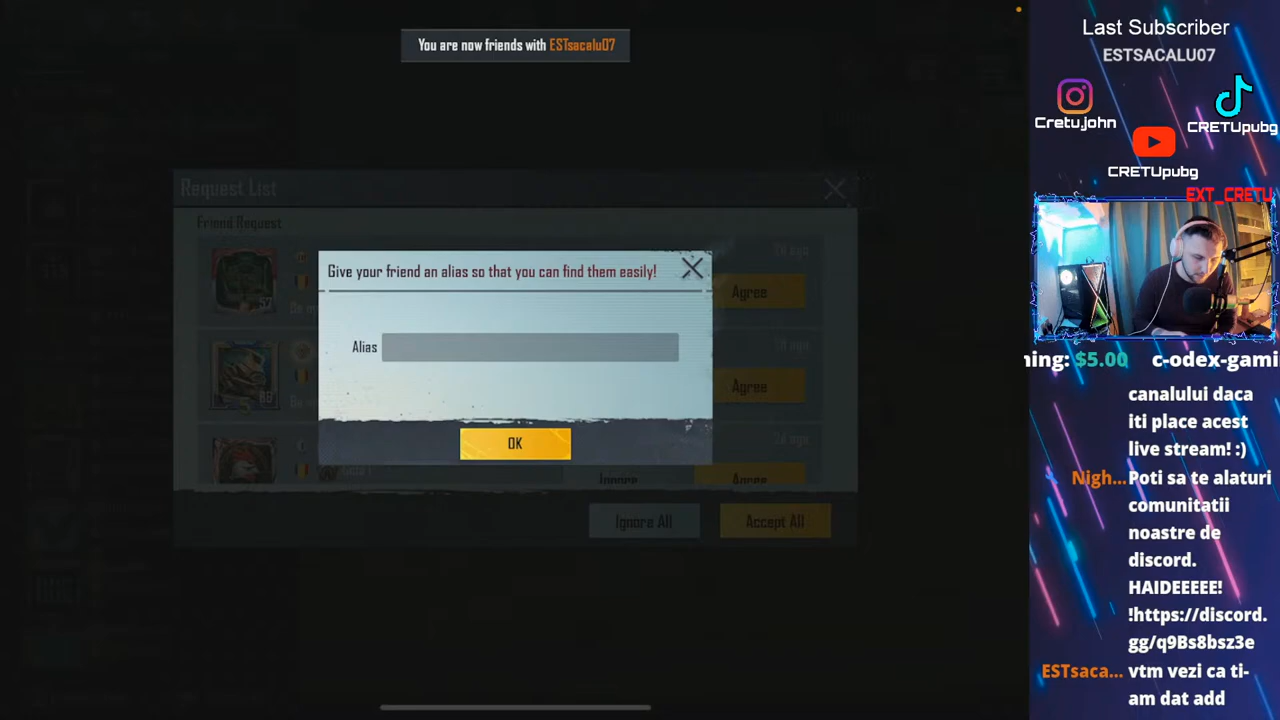 You are now friends with ESTsacalu07
Request List
Friend Request
Give your friend an alias so that you can find them easily!
Alias
OK
57
Agree
69
Agree
Ignore
Agree
Ignore All
Accept All
Last Subscriber
ESTSACALU07
Cretu.john
CRETUpubg
CRETUpubg
EXT_CRETU
ning: $5.00 c-odex-gami
canalului daca
iti place acest
live stream! :)
Nigh... Poti sa te alaturi
comunitatii
noastre de
discord.
HAIDEEEEE!
!https://discord.
gg/q9Bs8bsz3e
ESTsaca... vtm vezi ca ti-
am dat add